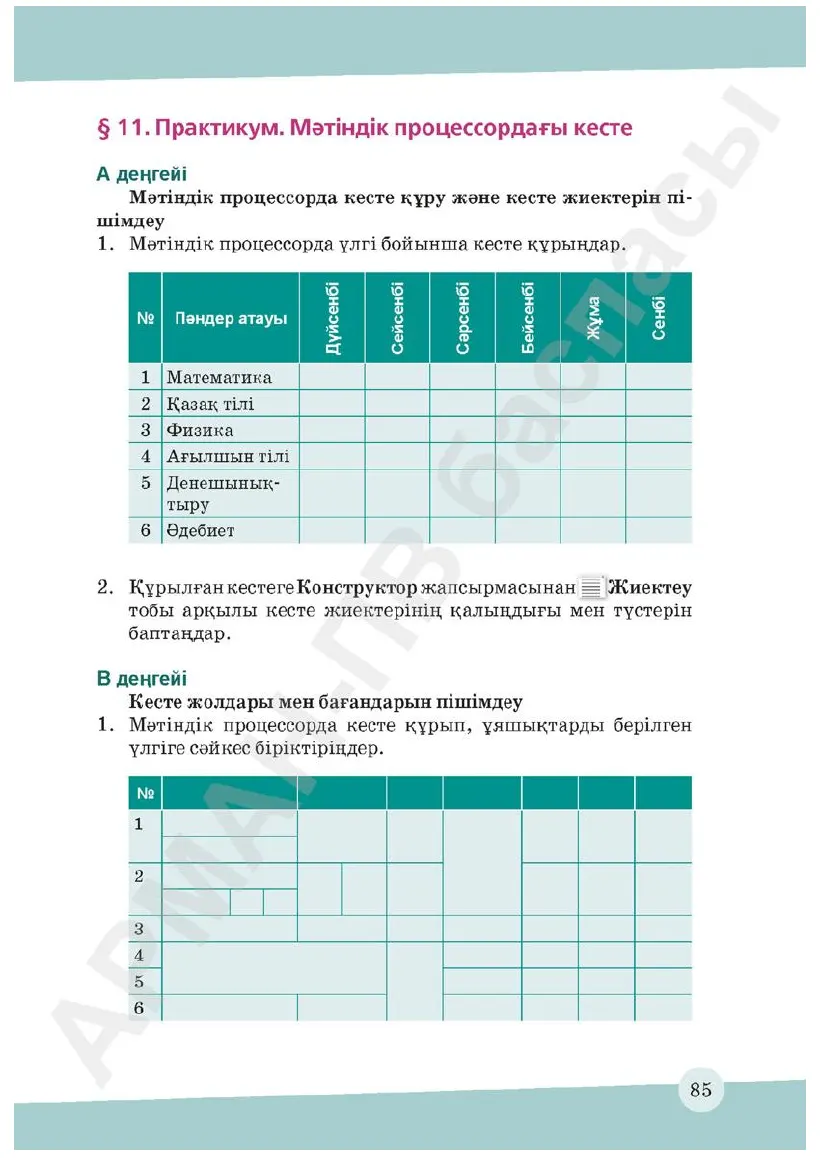 § 11. Практикум. Мәтіндік процессордағы кесте
А деңгейі
Мәтіндік процессорда кесте құру және кесте жиектерін пі-
шімдеу
1. Мәтіндік процессорда үлгі бойынша кесте құрыңдар.
№ Пәндер атауы Дүйсенбі Сейсенбі Сәрсенбі Бейсенбі Жұма Сенбі
1 Математика
2 Қазақ тілі
3 Физика
4 Ағылшын тілі
5 Денешынық-
тыру
6 Әдебиет
2. Құрылған кестеге Конструктор жапсырмасынан Жиектеу
тобы арқылы кесте жиектерінің қалыңдығы мен түстерін
баптаңдар.
В деңгейі
Кесте жолдары мен бағандарын пішімдеу
1. Мәтіндік процессорда кесте құрып, ұяшықтарды берілген
үлгіге сәйкес біріктіріңдер.
№
1
2
3
4
5
6
85
АРМАН-ПВ баспасы